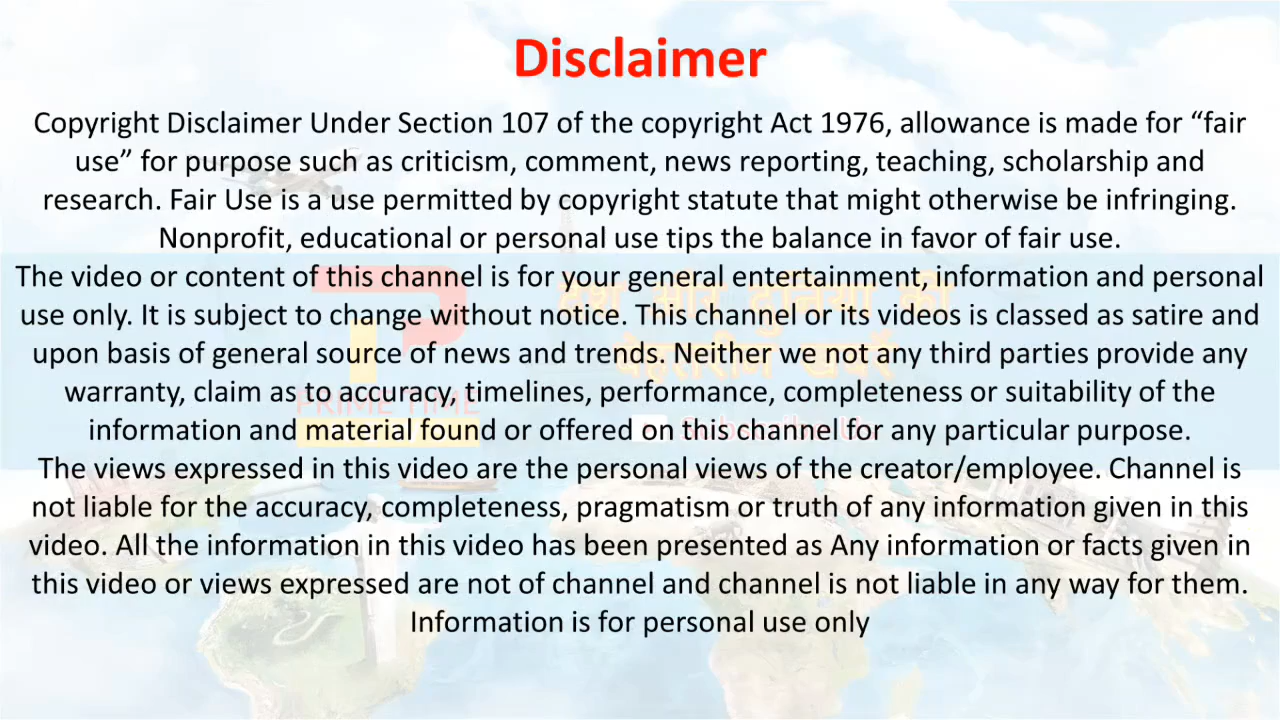 Disclaimer
Copyright Disclaimer Under Section 107 of the copyright Act 1976, allowance is made for “fair
use” for purpose such as criticism, comment, news reporting, teaching, scholarship and
research. Fair Use is a use permitted by copyright statute that might otherwise be infringing.
Nonprofit, educational or personal use tips the balance in favor of fair use.
The video or content of this channel is for your general entertainment, information and personal
use only. It is subject to change without notice. This channel or its videos is classed as satire and
upon basis of general source of news and trends. Neither we not any third parties provide any
warranty, claim as to accuracy, timelines, performance, completeness or suitability of the
information and material found or offered on this channel for any particular purpose.
The views expressed in this video are the personal views of the creator/employee. Channel is
not liable for the accuracy, completeness, pragmatism or truth of any information given in this
video. All the information in this video has been presented as Any information or facts given in
this video or views expressed are not of channel and channel is not liable in any way for them.
Information is for personal use only
देश और दुनिया की
बेहतरीन खबरें
PRIME TIME
Subscribe Us